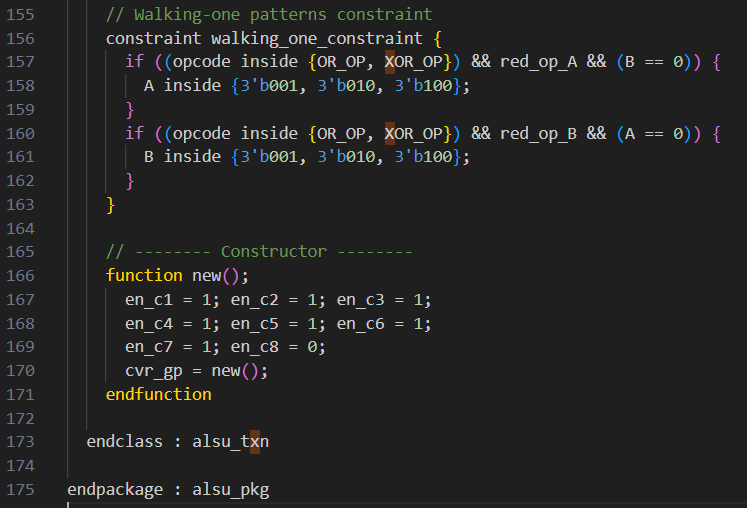 155 // Walking-one patterns constraint
156 constraint walking_one_constraint {
157 if ((opcode inside {OR_OP, XOR_OP}) && red_op_A && (B == 0)) {
158 A inside {3'b001, 3'b010, 3'b100};
159 }
160 if ((opcode inside {OR_OP, XOR_OP}) && red_op_B && (A == 0)) {
161 B inside {3'b001, 3'b010, 3'b100};
162 }
163 }
164
165 // -------- Constructor --------
166 function new();
167 en_c1 = 1; en_c2 = 1; en_c3 = 1;
168 en_c4 = 1; en_c5 = 1; en_c6 = 1;
169 en_c7 = 1; en_c8 = 0;
170 cvr_gp = new();
171 endfunction
172
173 endclass : alsu_txn
174
175 endpackage : alsu_pkg